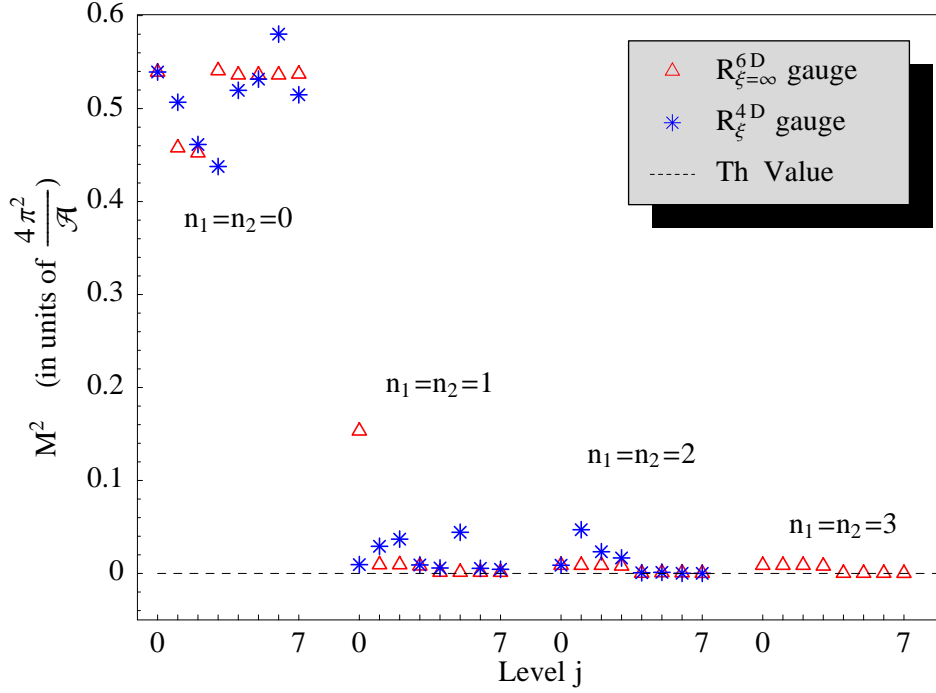 0.6
0.5
0.4
0.3
0.2
0.1
0
M² (in units of 4π²/𝒜)
R^{6D}_{ξ=∞} gauge
R^{4D}_ξ gauge
Th Value
n₁=n₂=0
n₁=n₂=1
n₁=n₂=2
n₁=n₂=3
0 7 0 7 0 7 0 7
Level j